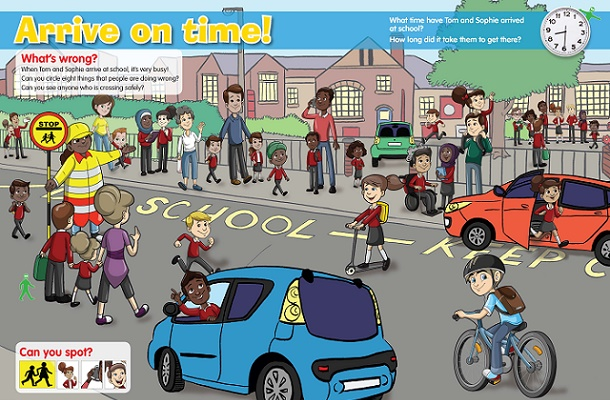 Arrive on time!
What time have Tom and Sophie arrived
at school?
How long did it take them to get there?
What's wrong?
When Tom and Sophie arrive at school, it's very busy!
Can you circle eight things that people are doing wrong?
Can you see anyone who is crossing safely?
STOP
SCHOOL — KEEP C
Can you spot?